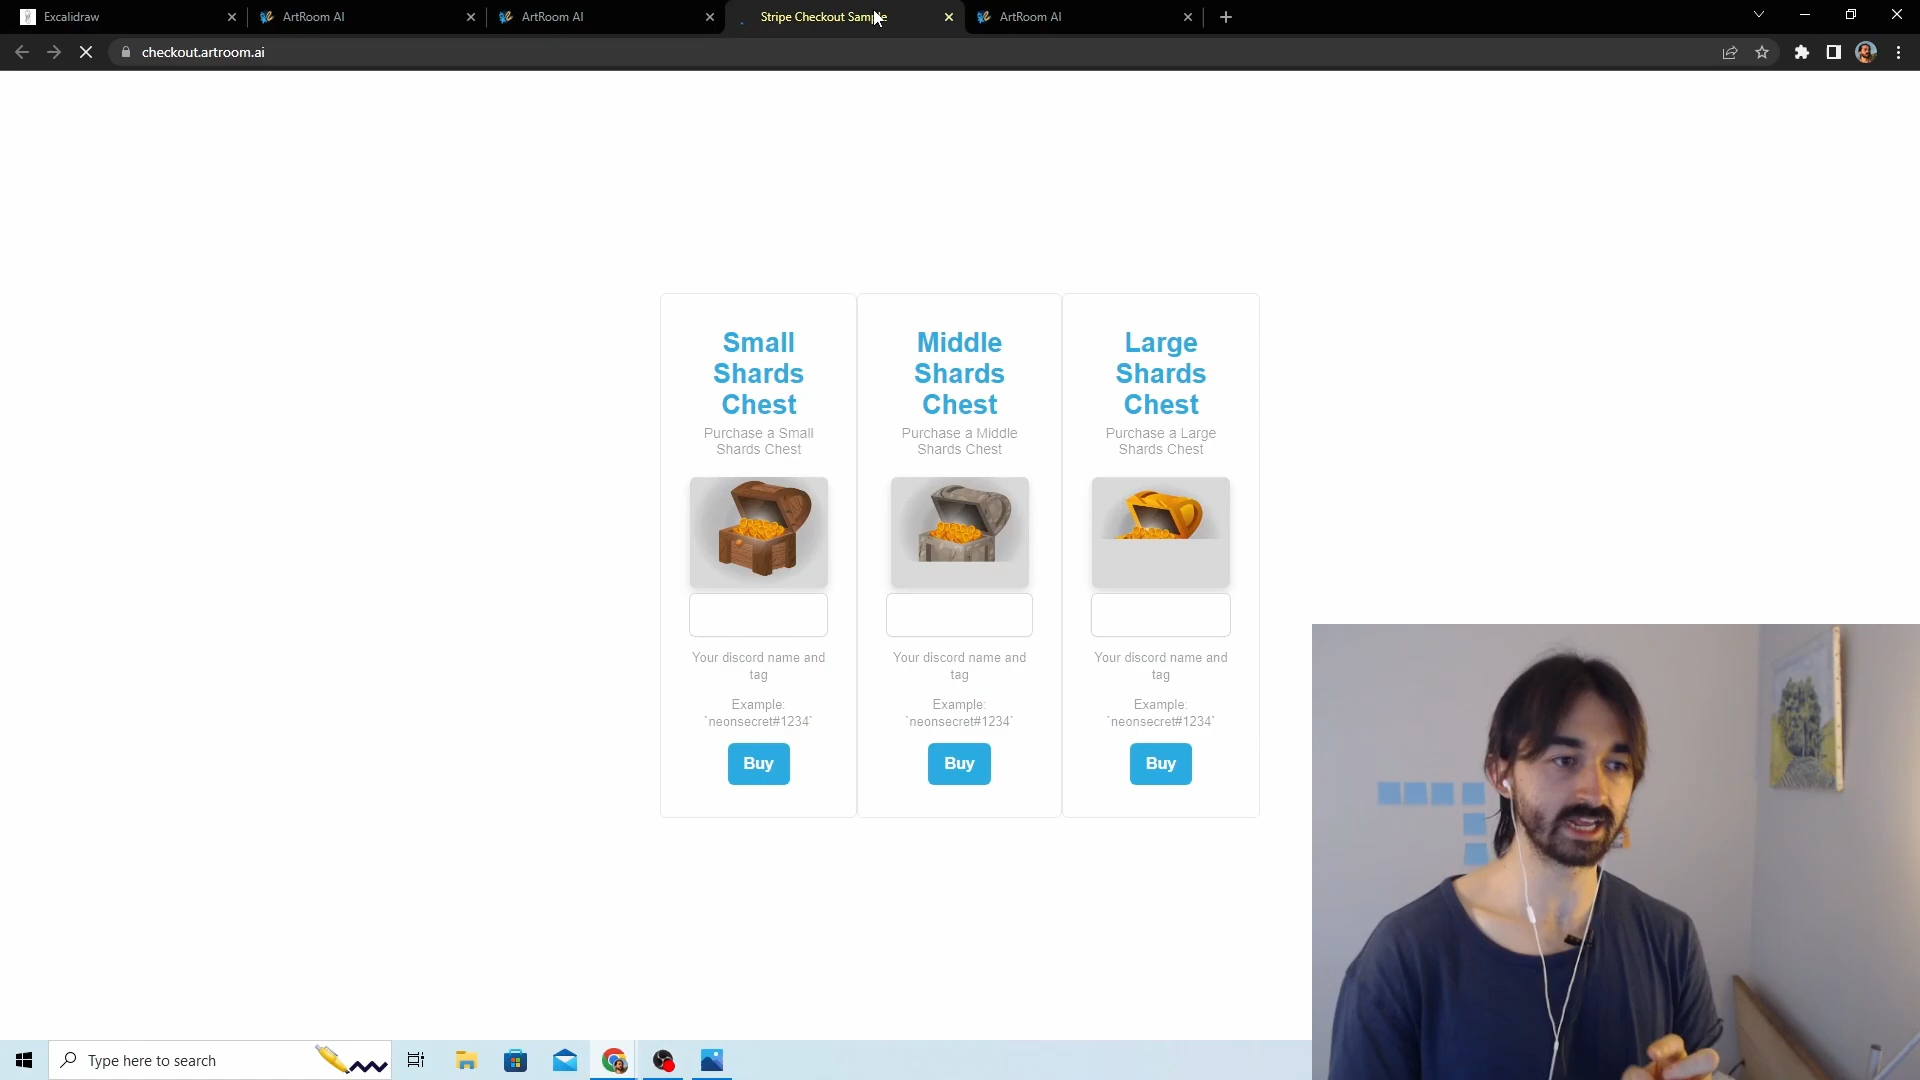 Excalidraw
ArtRoom AI
ArtRoom AI
Stripe Checkout Sample
ArtRoom AI
checkout.artroom.ai
Small
Shards
Chest
Purchase a Small
Shards Chest
Your discord name and
tag
Example:
`neonsecret#1234`
Buy
Middle
Shards
Chest
Purchase a Middle
Shards Chest
Your discord name and
tag
Example:
`neonsecret#1234`
Buy
Large
Shards
Chest
Purchase a Large
Shards Chest
Your discord name and
tag
Example:
`neonsecret#1234`
Buy
Type here to search